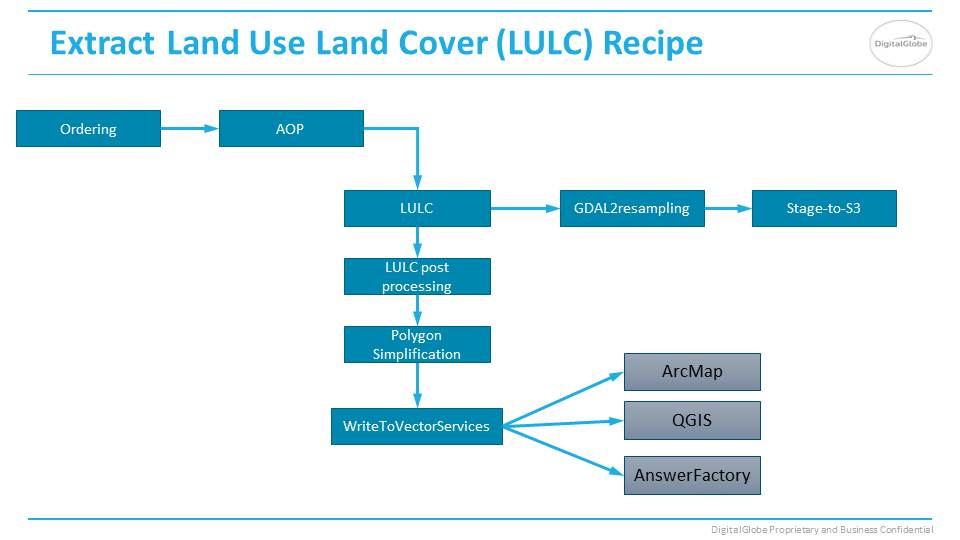 Extract Land Use Land Cover (LULC) Recipe
DigitalGlobe
Ordering
AOP
LULC
GDAL2resampling
Stage-to-S3
LULC post
processing
Polygon
Simplification
WriteToVectorServices
ArcMap
QGIS
AnswerFactory
DigitalGlobe Proprietary and Business Confidential